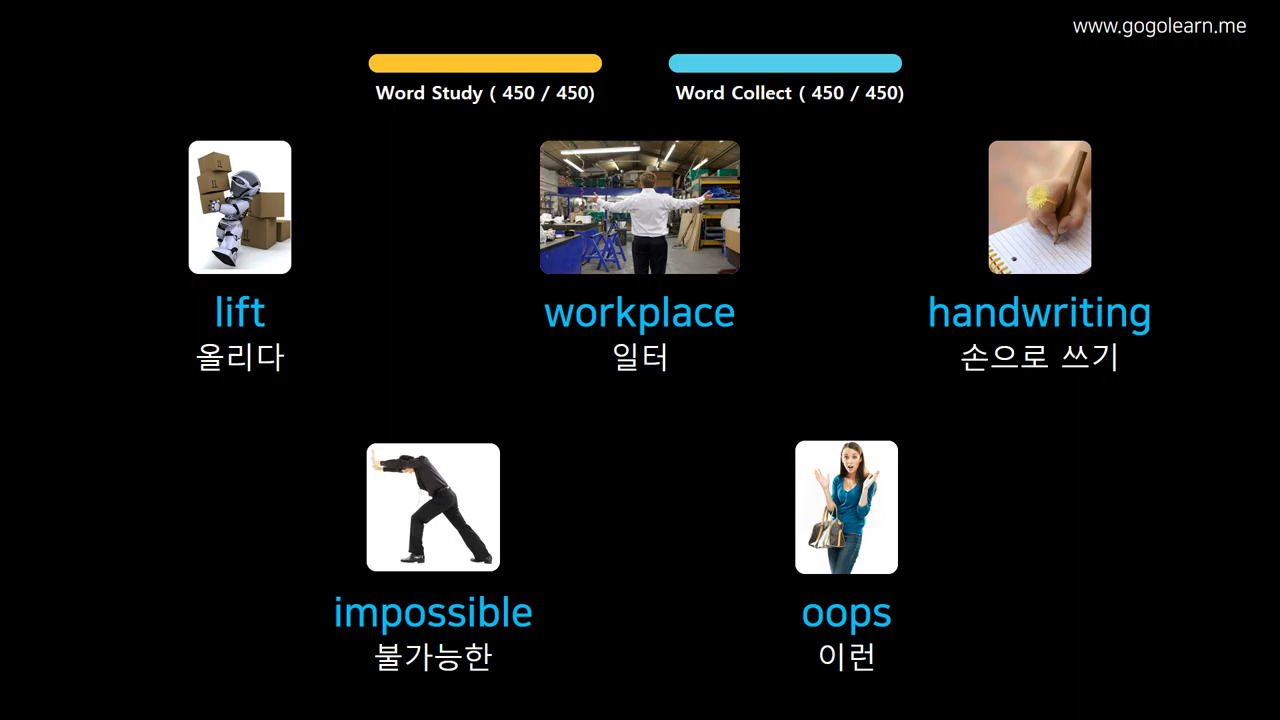 www.gogolearn.me
Word Study ( 450 / 450)
Word Collect ( 450 / 450)
lift
올리다
workplace
일터
handwriting
손으로 쓰기
impossible
불가능한
oops
이런